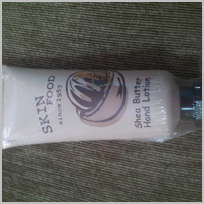 SKIN
FOOD
since 1957
Shea Butter
Hand Lotion